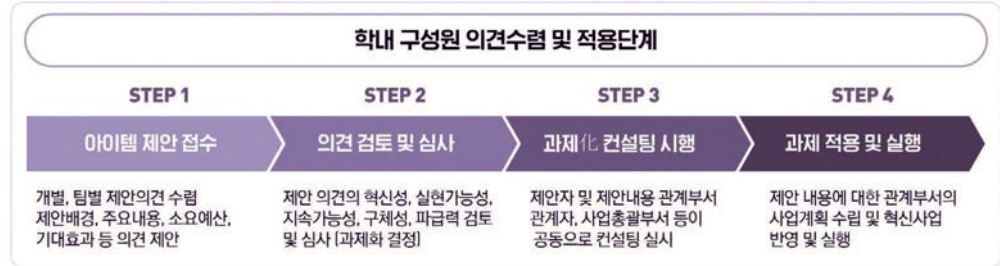 학내 구성원 의견수렴 및 적용단계
STEP 1
아이템 제안 접수
개별, 팀별 제안의견 수렴
제안배경, 주요내용, 소요예산,
기대효과 등 의견 제안
STEP 2
의견 검토 및 심사
제안 의견의 혁신성, 실현가능성,
지속가능성, 구체성, 파급력 검토
및 심사 (과제화 결정)
STEP 3
과제化 컨설팅 시행
제안자 및 제안내용 관계부서
관계자, 사업총괄부서 등이
공동으로 컨설팅 실시
STEP 4
과제 적용 및 실행
제안 내용에 대한 관계부서의
사업계획 수립 및 혁신사업
반영 및 실행